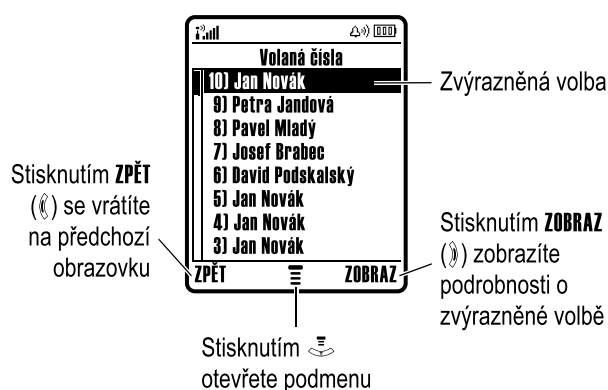 Volaná čísla
10) Jan Novák
9) Petra Jandová
8) Pavel Mladý
7) Josef Brabec
6) David Podskalský
5) Jan Novák
4) Jan Novák
3) Jan Novák
ZPĚT
ZOBRAZ
Zvýrazněná volba
Stisknutím ZPĚT
() se vrátíte
na předchozí
obrazovku
Stisknutím ZOBRAZ
() zobrazíte
podrobnosti o
zvýrazněné volbě
Stisknutím
otevřete podmenu